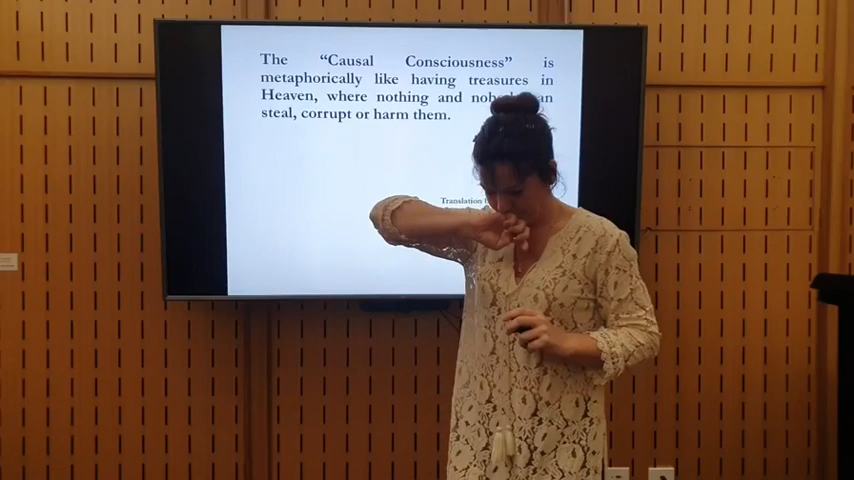 The "Causal Consciousness" is
metaphorically like having treasures in
Heaven, where nothing and
steal, corrupt or harm them.
Translation